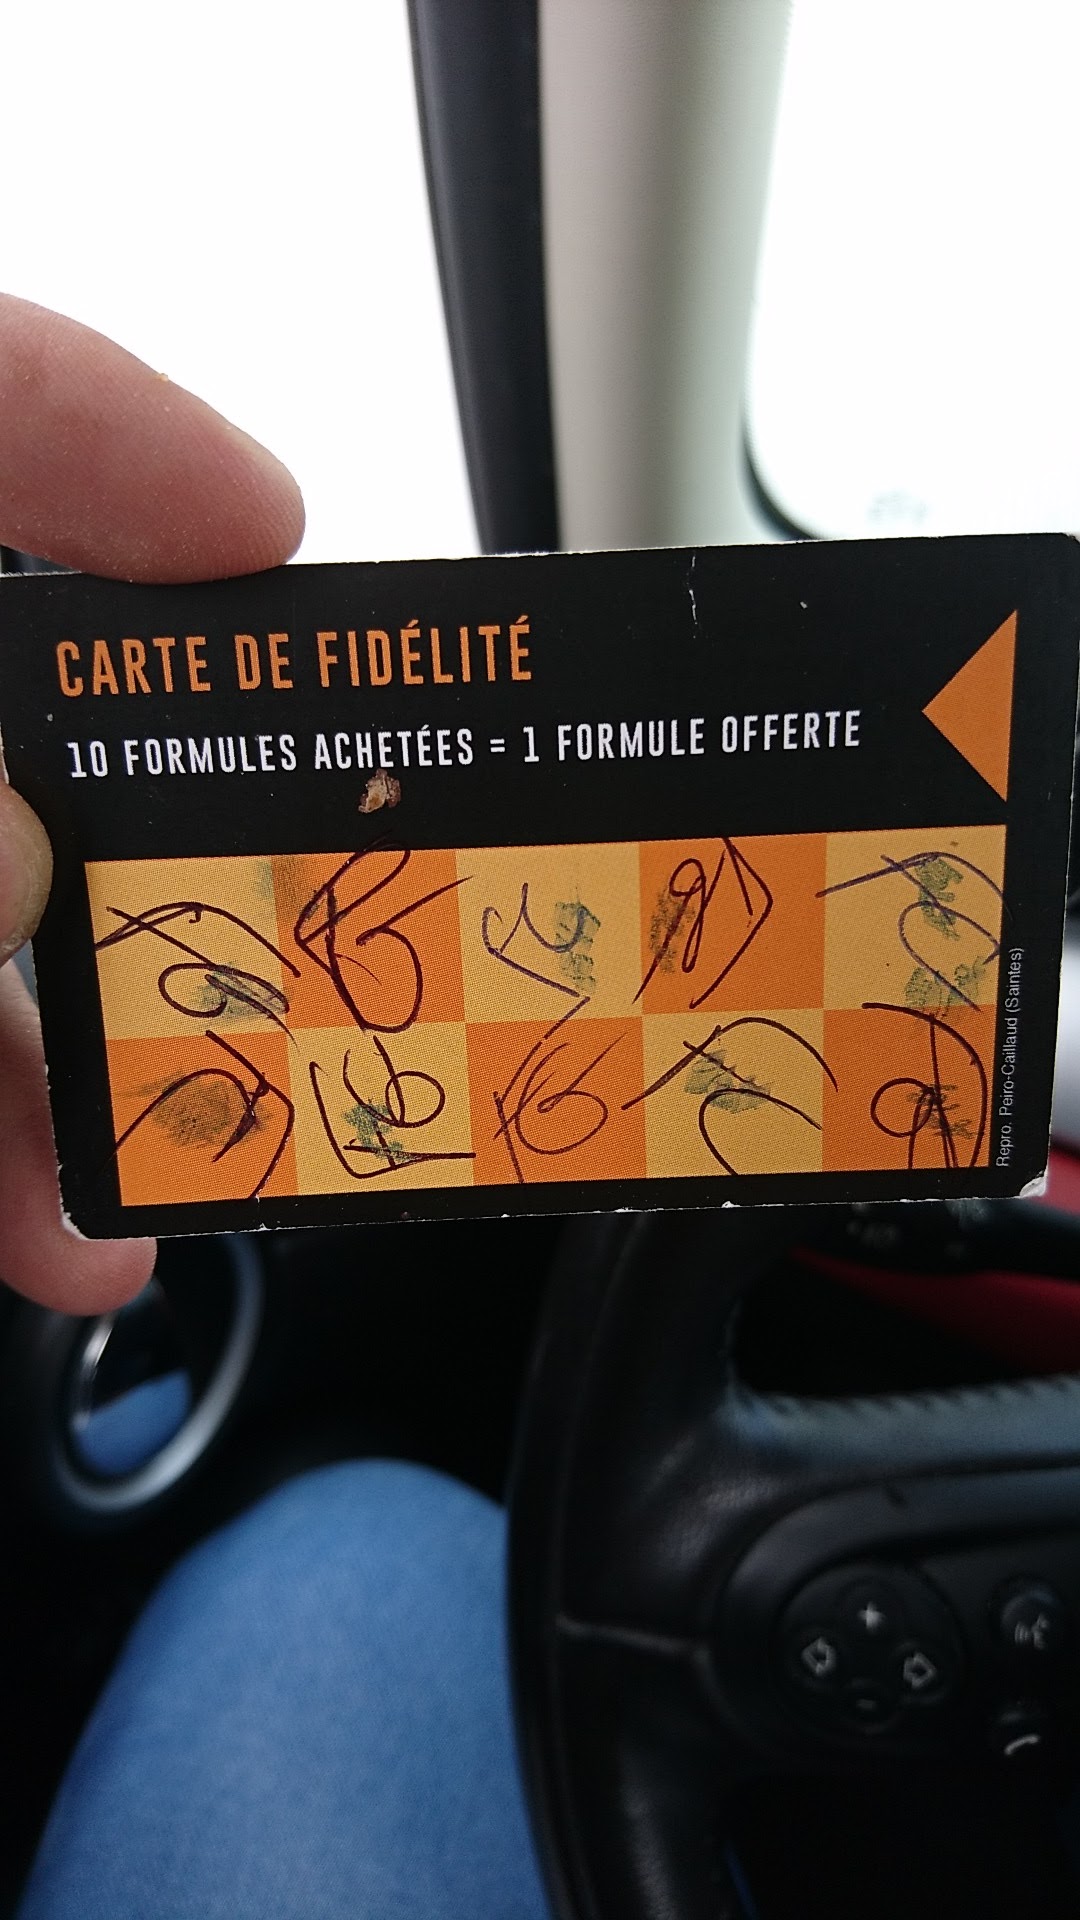 CARTE DE FIDÉLITÉ
10 FORMULES ACHETÉES = 1 FORMULE OFFERTE
Repro. Peiro-Caillaud (Saintes)